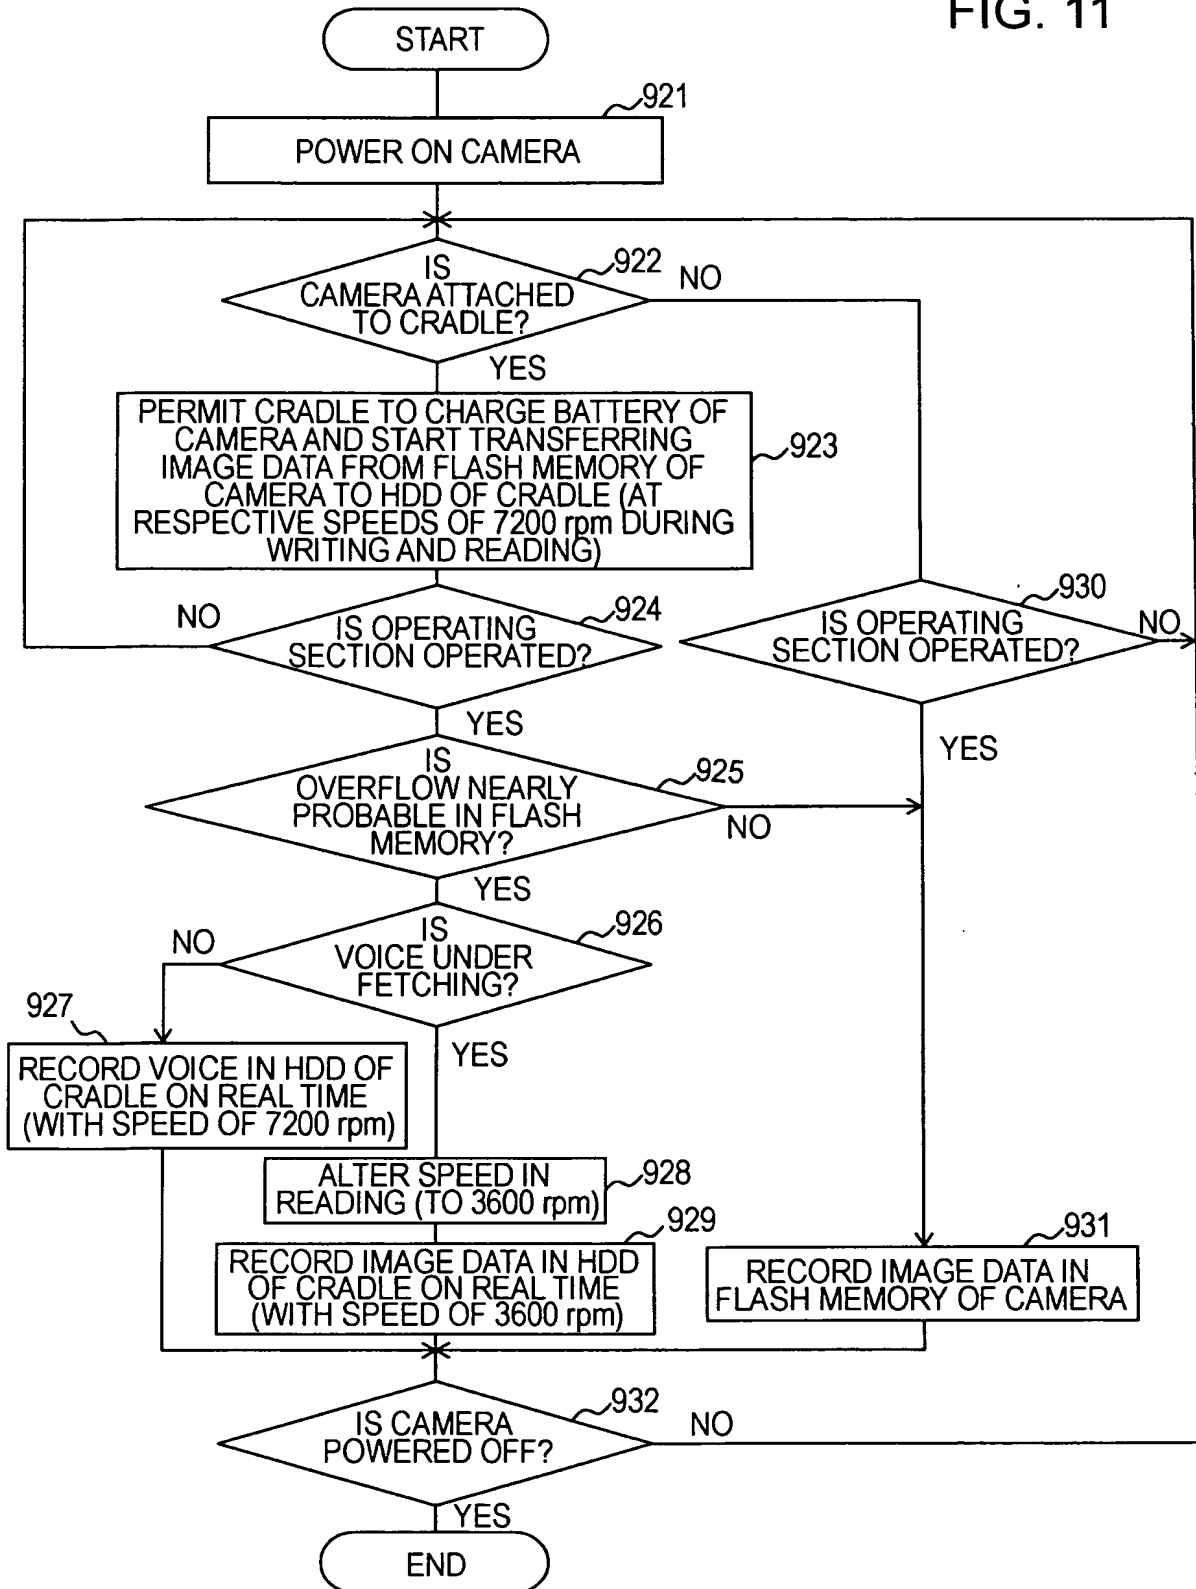 FIG. 11
START
921
POWER ON CAMERA
IS
CAMERA ATTACHED
TO CRADLE?
922
NO
YES
PERMIT CRADLE TO CHARGE BATTERY OF
CAMERA AND START TRANSFERRING
IMAGE DATA FROM FLASH MEMORY OF
CAMERA TO HDD OF CRADLE (AT
RESPECTIVE SPEEDS OF 7200 rpm DURING
WRITING AND READING)
923
NO
IS OPERATING
SECTION OPERATED?
924
YES
IS OPERATING
SECTION OPERATED?
930
NO
YES
IS
OVERFLOW NEARLY
PROBABLE IN FLASH
MEMORY?
925
NO
YES
IS
VOICE UNDER
FETCHING?
926
NO
YES
927
RECORD VOICE IN HDD OF
CRADLE ON REAL TIME
(WITH SPEED OF 7200 rpm)
ALTER SPEED IN
READING (TO 3600 rpm)
928
929
RECORD IMAGE DATA IN HDD
OF CRADLE ON REAL TIME
(WITH SPEED OF 3600 rpm)
931
RECORD IMAGE DATA IN
FLASH MEMORY OF CAMERA
IS CAMERA
POWERED OFF?
932
NO
YES
END